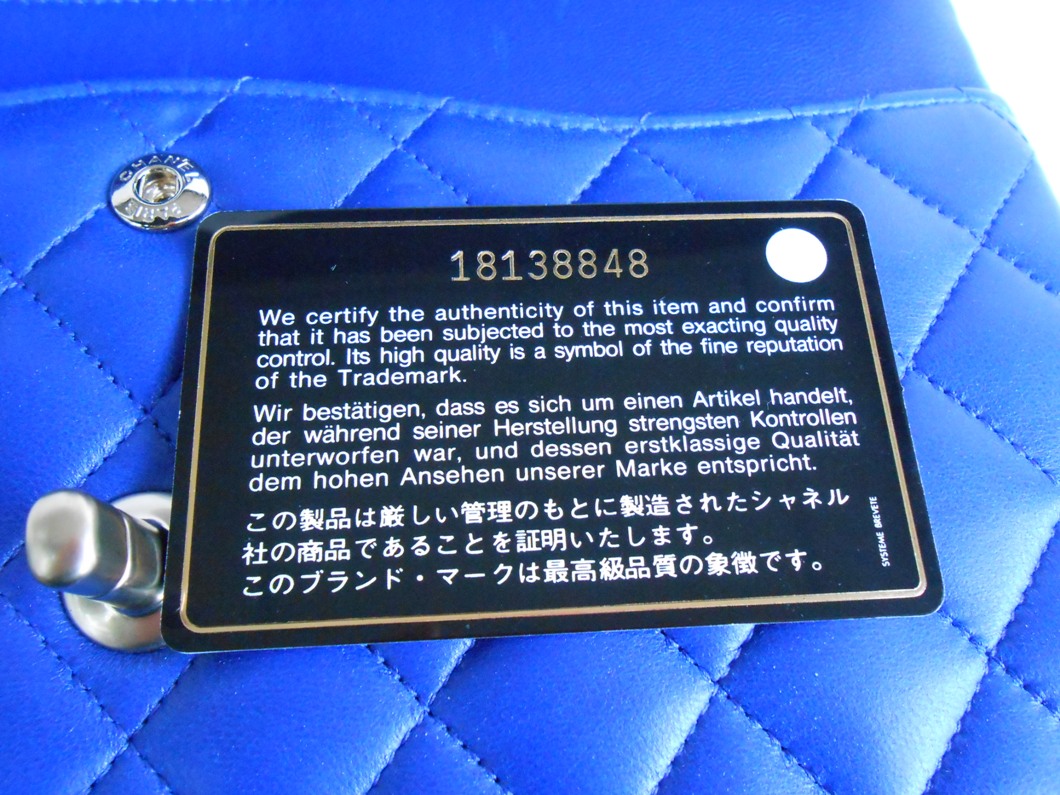 CHANEL
PARIS
18138848
We certify the authenticity of this item and confirm
that it has been subjected to the most exacting quality
control. Its high quality is a symbol of the fine reputation
of the Trademark.
Wir bestätigen, dass es sich um einen Artikel handelt,
der während seiner Herstellung strengsten Kontrollen
unterworfen war, und dessen erstklassige Qualität
dem hohen Ansehen unserer Marke entspricht.
この製品は厳しい管理のもとに製造されたシャネル
社の商品であることを証明いたします。
このブランド・マークは最高級品質の象徴です。
SYSTEME BREVETE